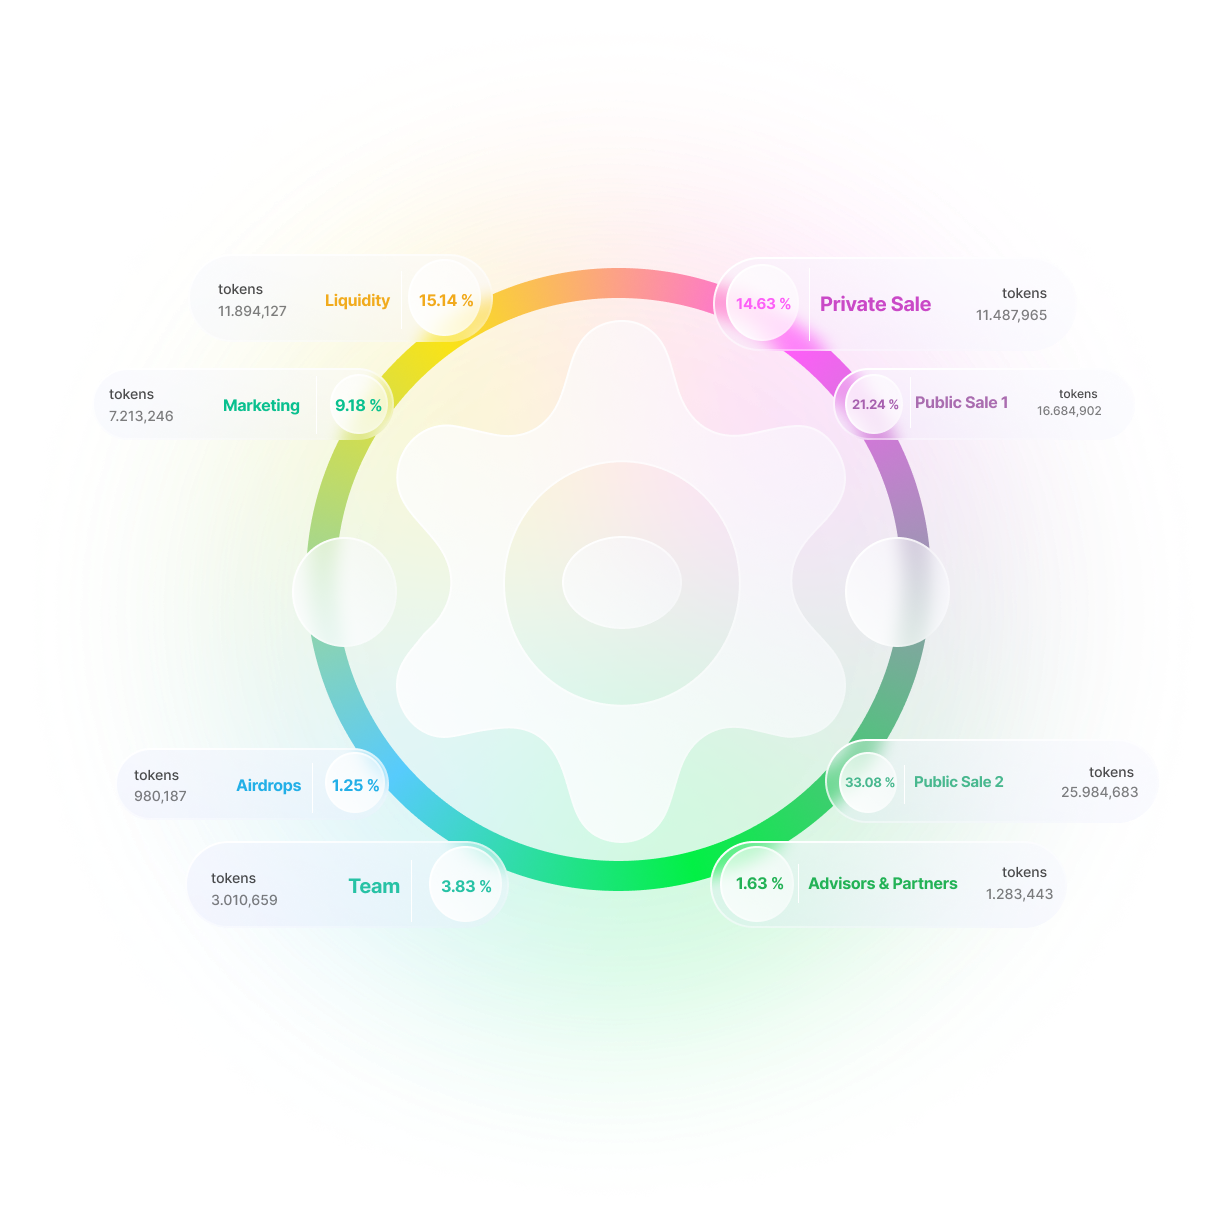 tokens
11.894,127
Liquidity
15.14 %
14.63 %
Private Sale
tokens
11.487,965
tokens
7.213,246
Marketing
9.18 %
21.24 %
Public Sale 1
tokens
16.684,902
tokens
980,187
Airdrops
1.25 %
33.08 %
Public Sale 2
tokens
25.984,683
tokens
3.010,659
Team
3.83 %
1.63 %
Advisors & Partners
tokens
1.283,443